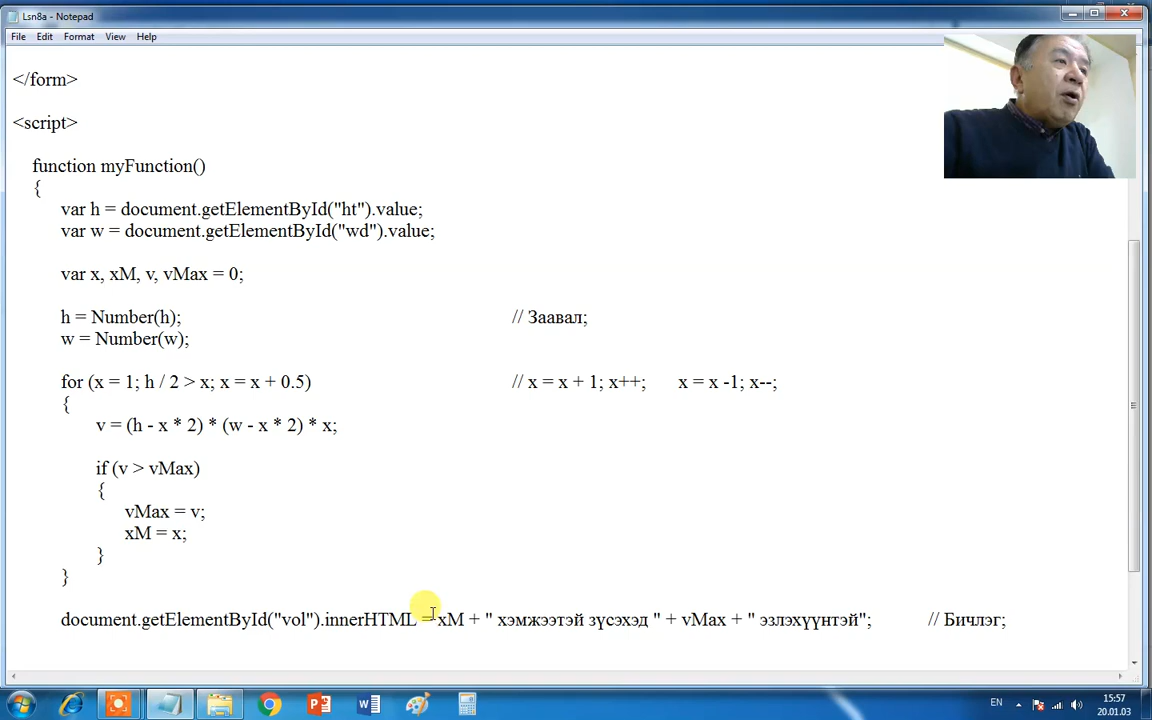 Lsn8a - Notepad
File Edit Format View Help
</form>
<script>
function myFunction()
{
var h = document.getElementById("ht").value;
var w = document.getElementById("wd").value;
var x, xM, v, vMax = 0;
h = Number(h); // Заавал;
w = Number(w);
for (x = 1; h / 2 > x; x = x + 0.5) // x = x + 1; x++; x = x -1; x--;
{
v = (h - x * 2) * (w - x * 2) * x;
if (v > vMax)
{
vMax = v;
xM = x;
}
}
document.getElementById("vol").innerHTML = xM + " хэмжээтэй зүсэхэд " + vMax + " эзлэхүүнтэй"; // Бичлэг;
EN
15:57
20.01.03